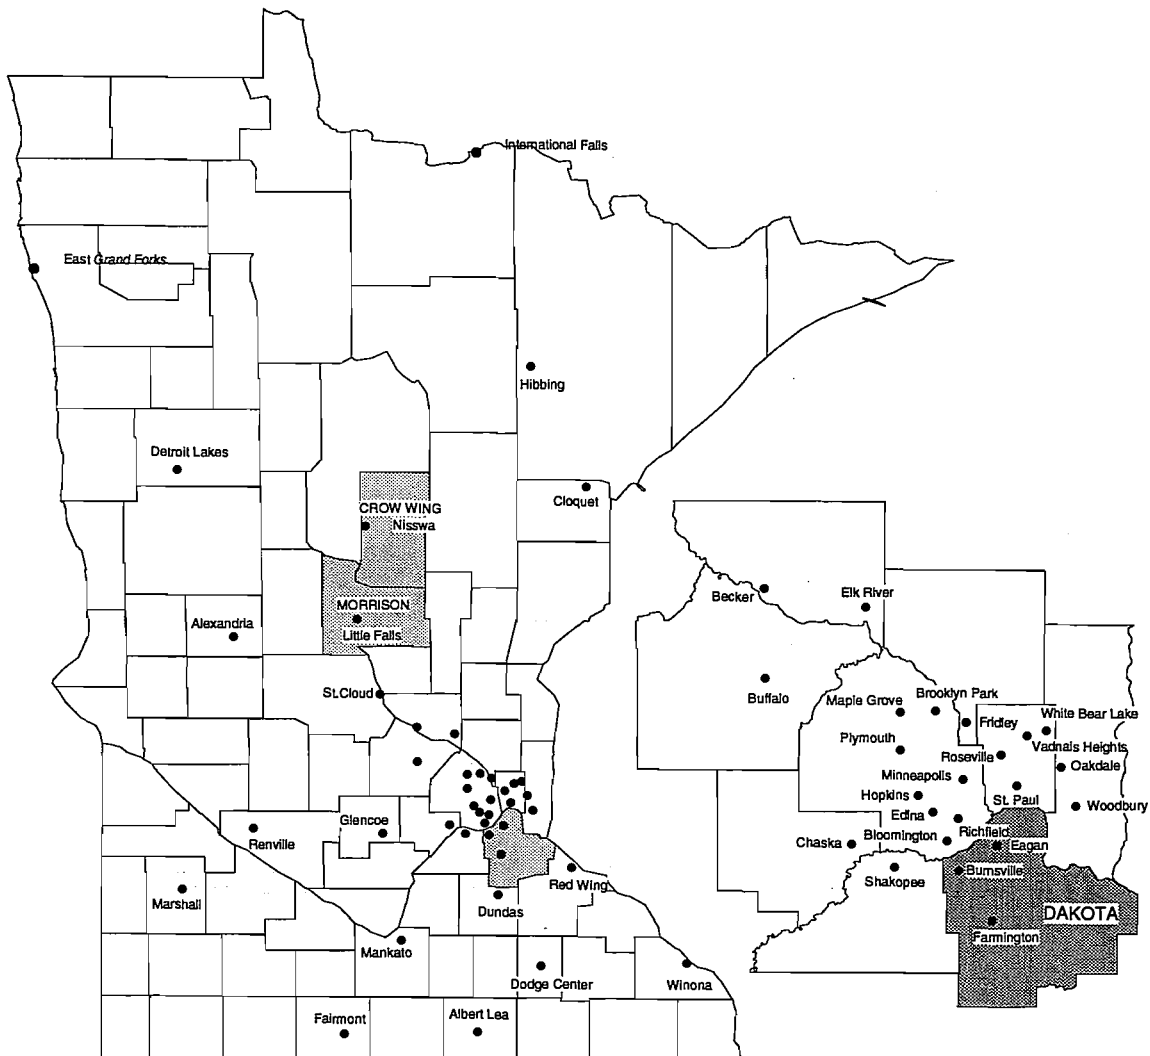 International Falls
East Grand Forks
Hibbing
Detroit Lakes
Cloquet
CROW WING
Nisswa
Becker
Elk River
MORRISON
Alexandria
Little Falls
St.Cloud
Buffalo
Maple Grove
Brooklyn Park
White Bear Lake
Fridley
Plymouth
Vadnais Heights
Roseville
Oakdale
Minneapolis
Hopkins
St. Paul
Woodbury
Edina
Glencoe
Renville
Richfield
Bloomington
Chaska
Eagan
Burnsville
Shakopee
Red Wing
Marshall
Dundas
DAKOTA
Farmington
Mankato
Dodge Center
Winona
Fairmont
Albert Lea